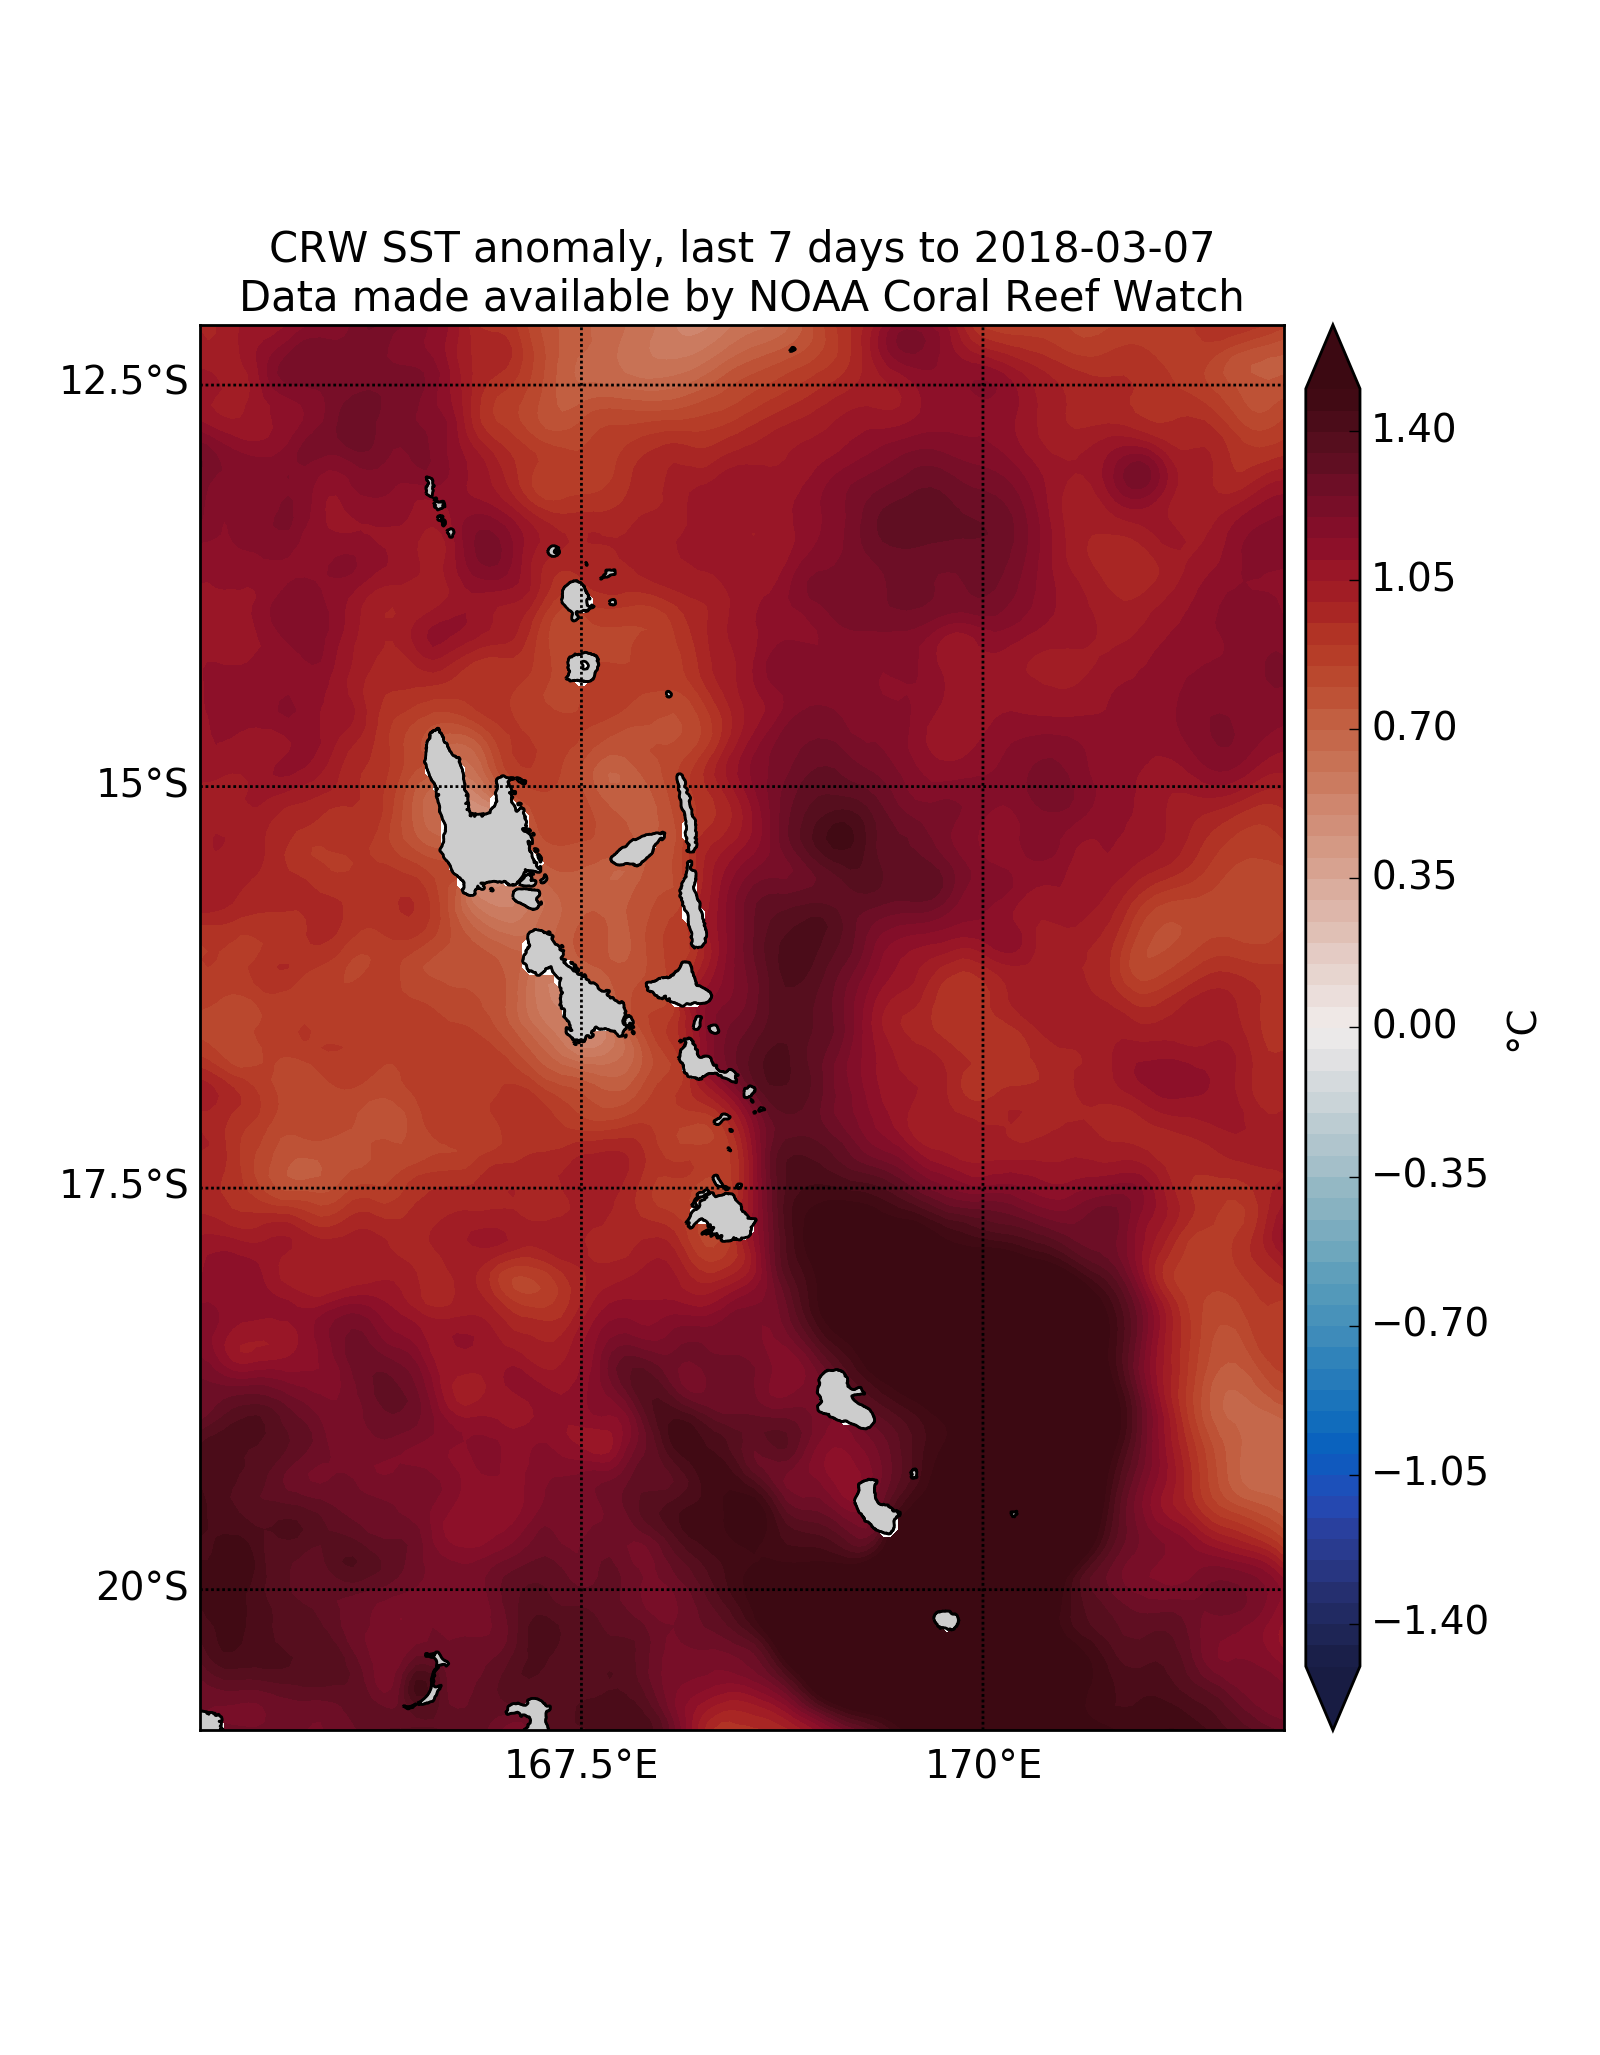 CRW SST anomaly, last 7 days to 2018-03-07
Data made available by NOAA Coral Reef Watch
12.5°S
15°S
17.5°S
20°S
167.5°E
170°E
1.40
1.05
0.70
0.35
0.00
−0.35
−0.70
−1.05
−1.40
°C